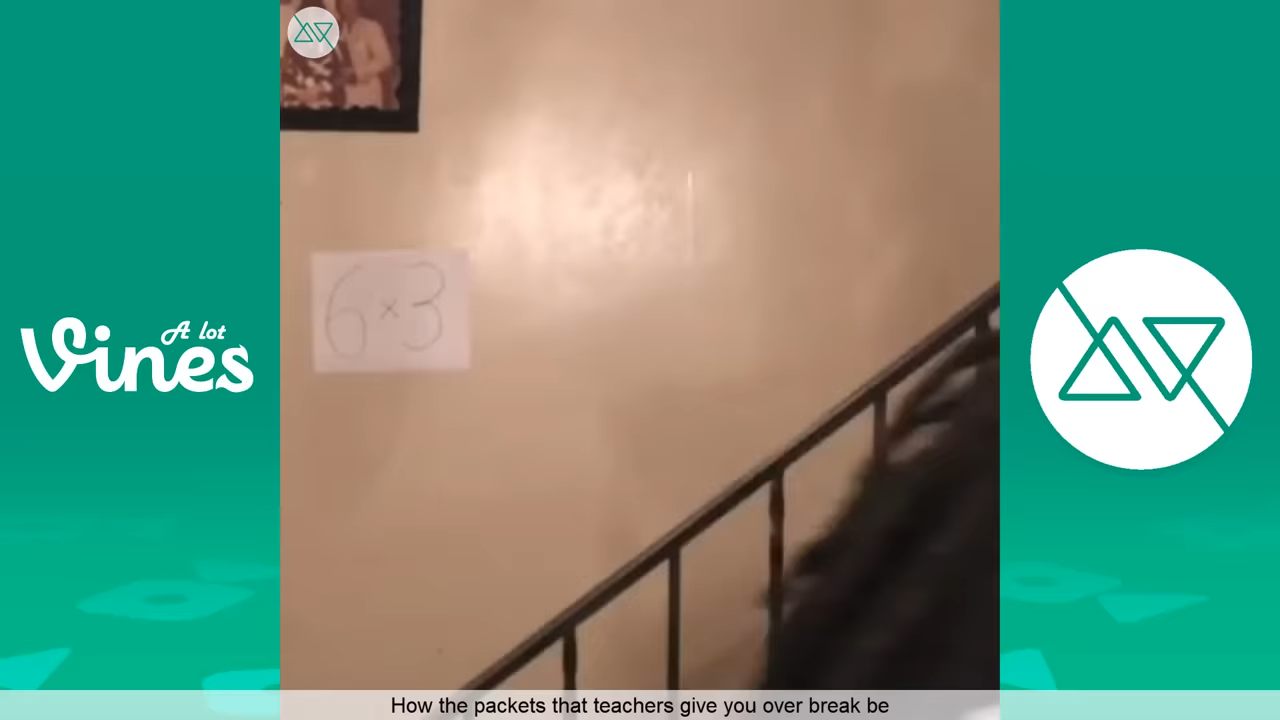 6 x 3
A lot
Vines
How the packets that teachers give you over break be